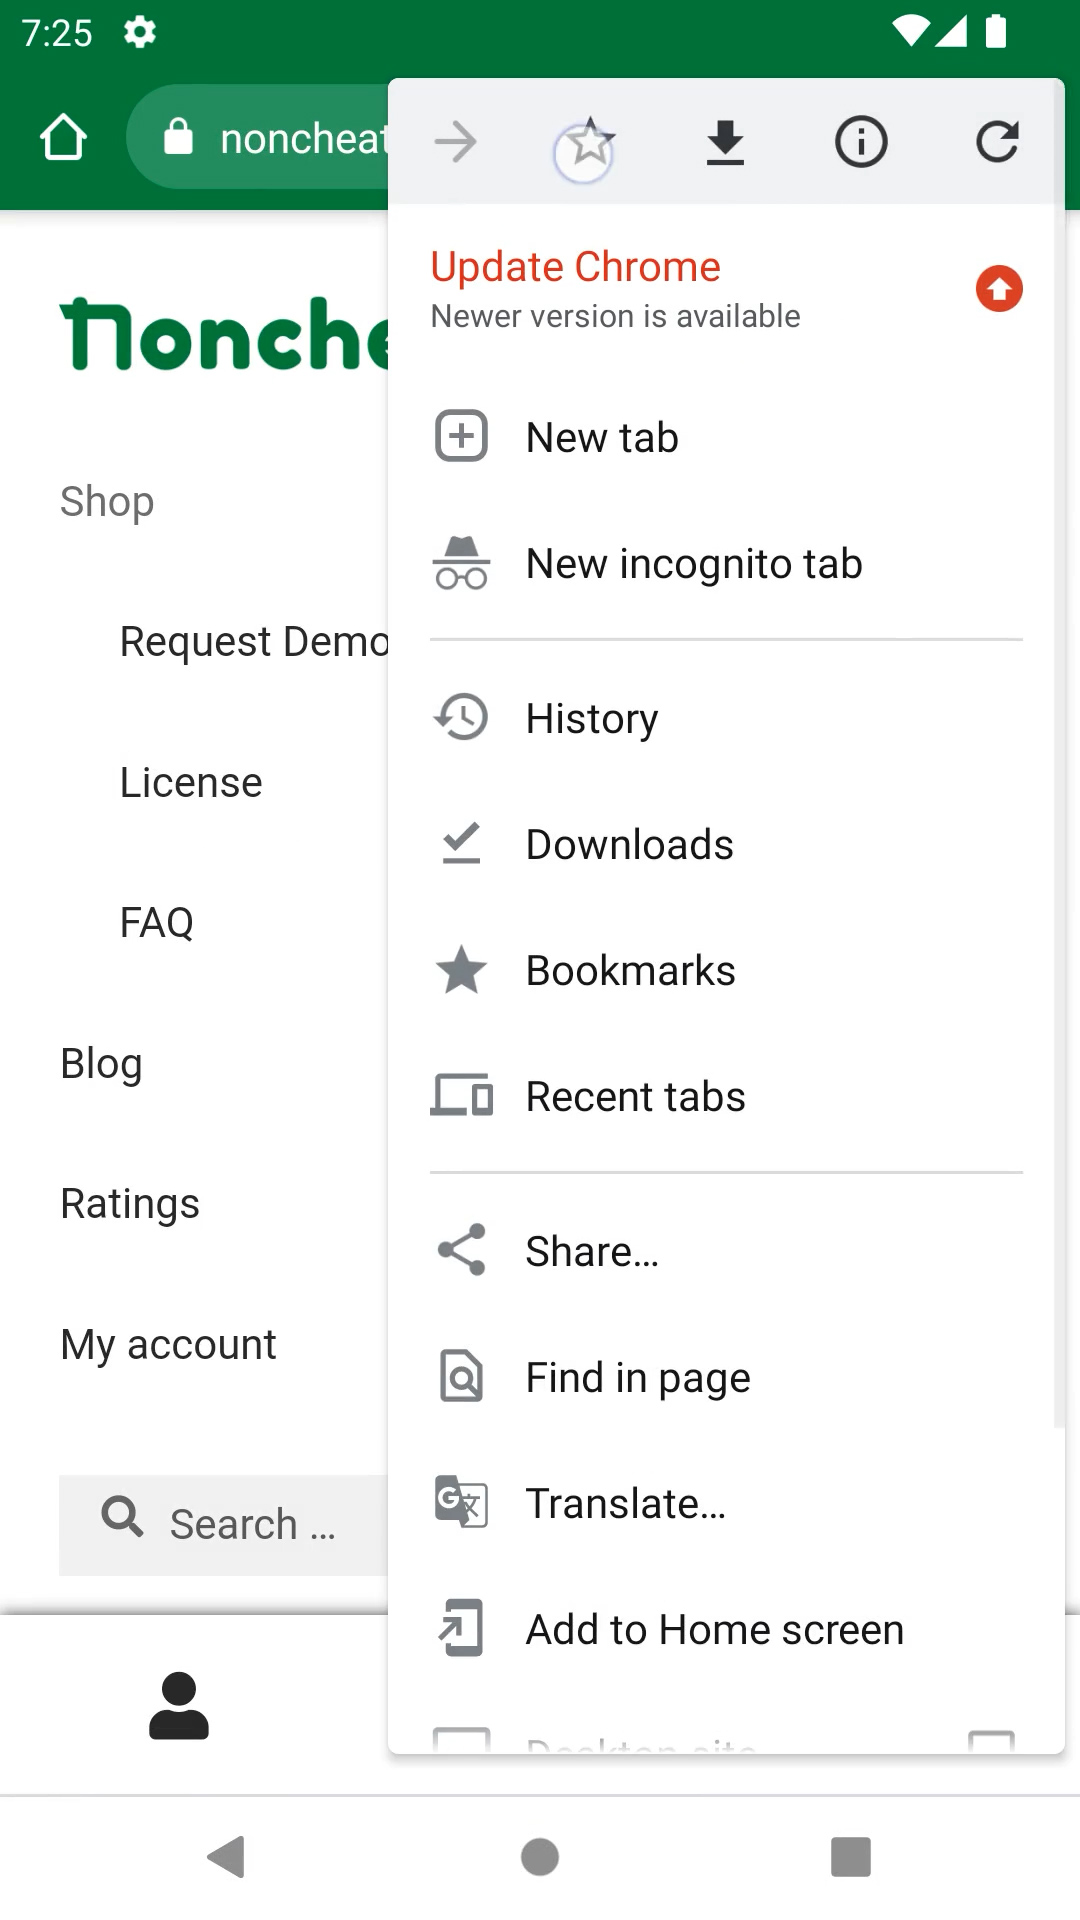 7:25
noncheat
Update Chrome
Newer version is available
New tab
New incognito tab
Shop
Request Demo
History
License
Downloads
FAQ
Bookmarks
Blog
Recent tabs
Ratings
Share…
My account
Find in page
Search ...
Translate…
Add to Home screen
Desktop site